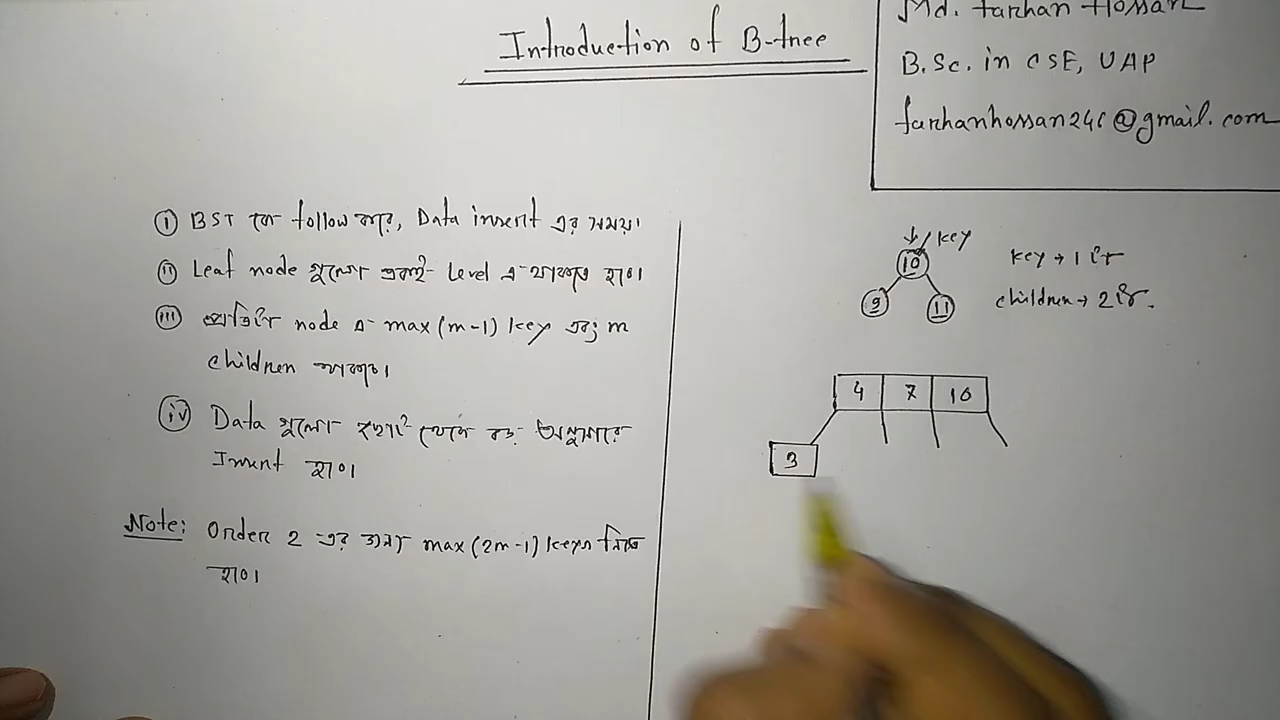 Introduction of B-tree
Md. Farhan Hossan
B.Sc. in CSE, UAP
farhanhossan246@gmail.com
(i) BST কে follow করে, Data insert এর সময়।
(ii) Leaf node গুলো একই Level এ থাকতে হবে।
(iii) প্রতিটি node এ max (m-1) key এবং m
children থাকবে।
(iv) Data গুলো ছোট থেকে বড় অনুসারে
Insert হবে।
Note: Order 2 এর জন্য max (2m-1) keys নিতে
হবে।
key
10
9 11
key → 1 টি
children → 2 টি.
4 7 10
3